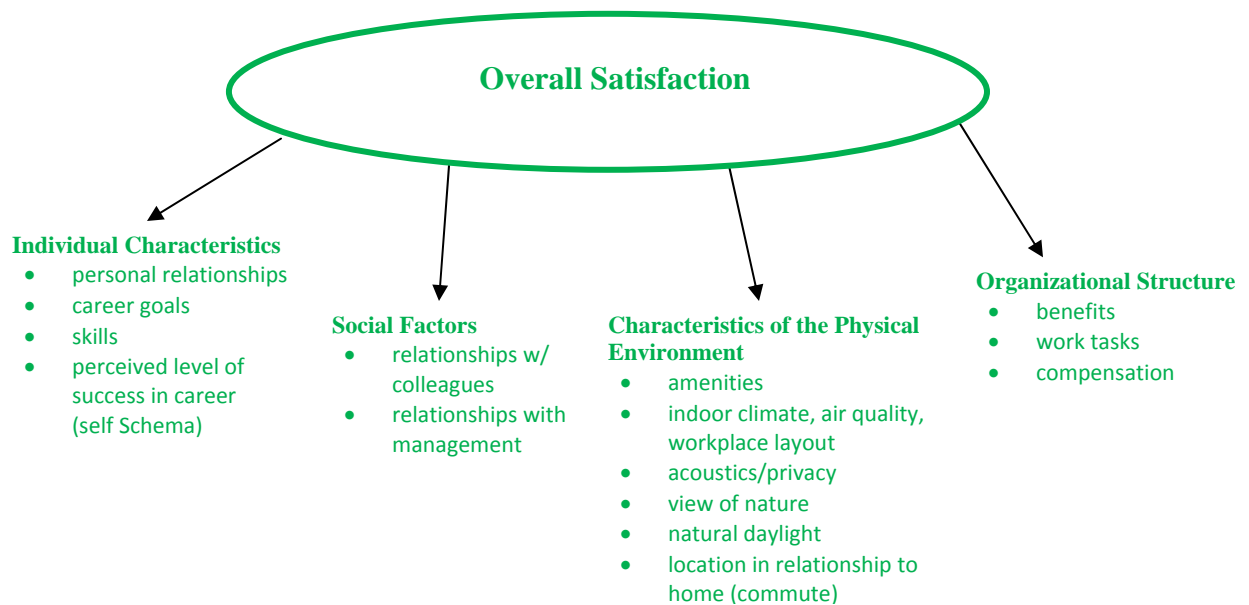 Overall Satisfaction
Individual Characteristics
• personal relationships
• career goals
• skills
• perceived level of
success in career
(self Schema)
Social Factors
• relationships w/
colleagues
• relationships with
management
Characteristics of the Physical
Environment
• amenities
• indoor climate, air quality,
workplace layout
• acoustics/privacy
• view of nature
• natural daylight
• location in relationship to
home (commute)
Organizational Structure
• benefits
• work tasks
• compensation